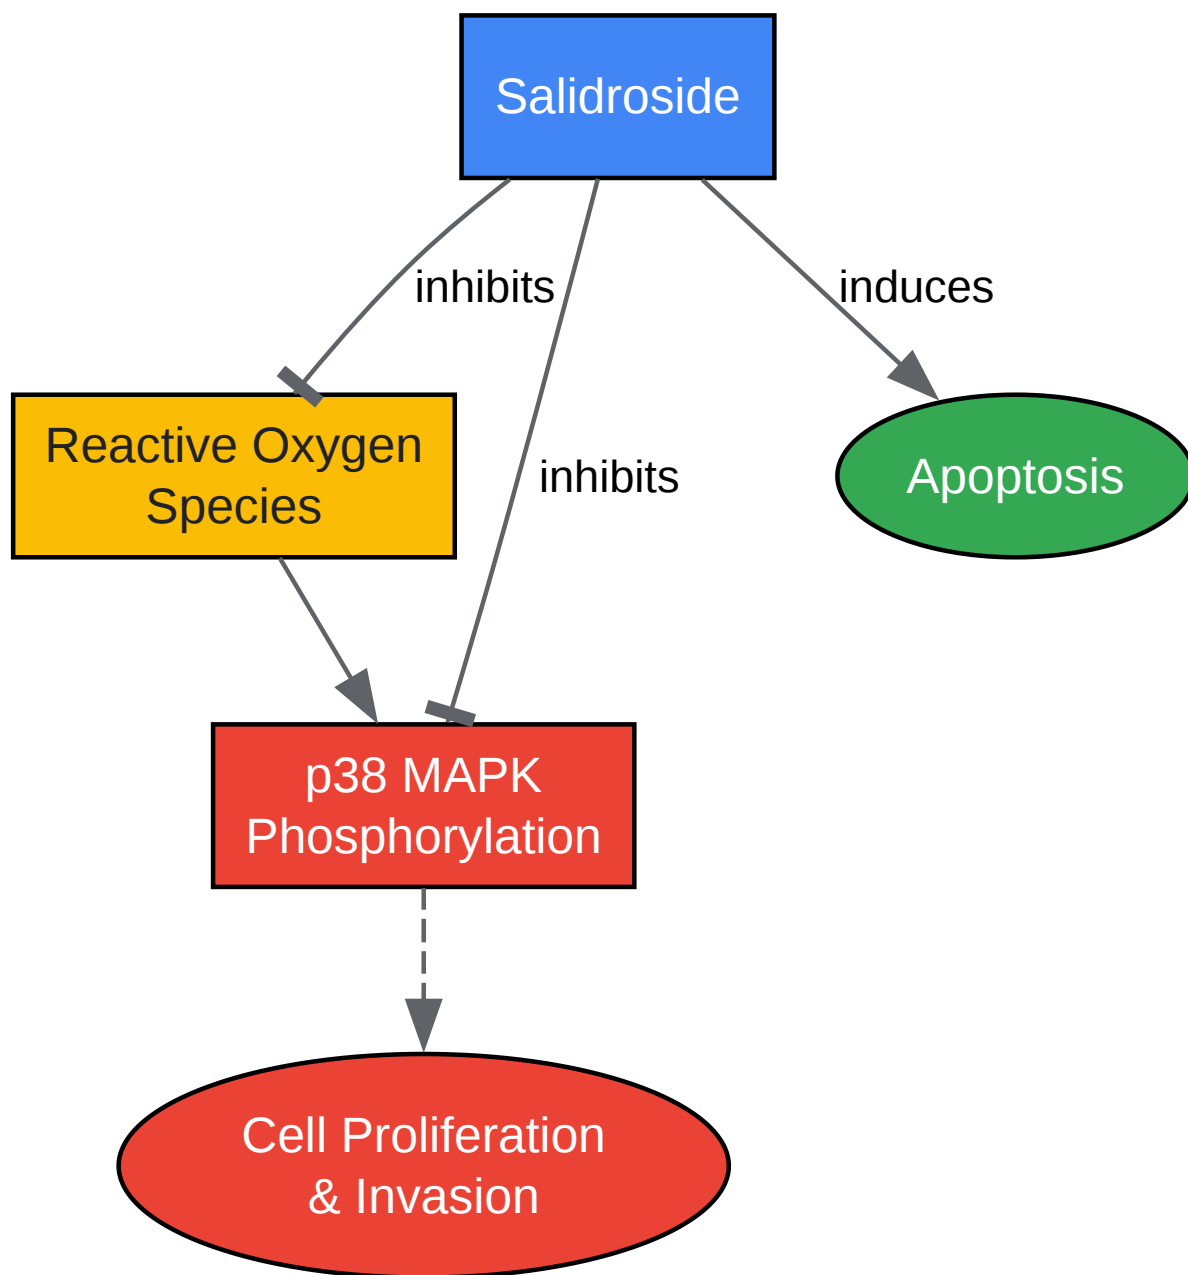 Salidroside
inhibits
induces
Reactive Oxygen
Species
inhibits
Apoptosis
p38 MAPK
Phosphorylation
Cell Proliferation
& Invasion